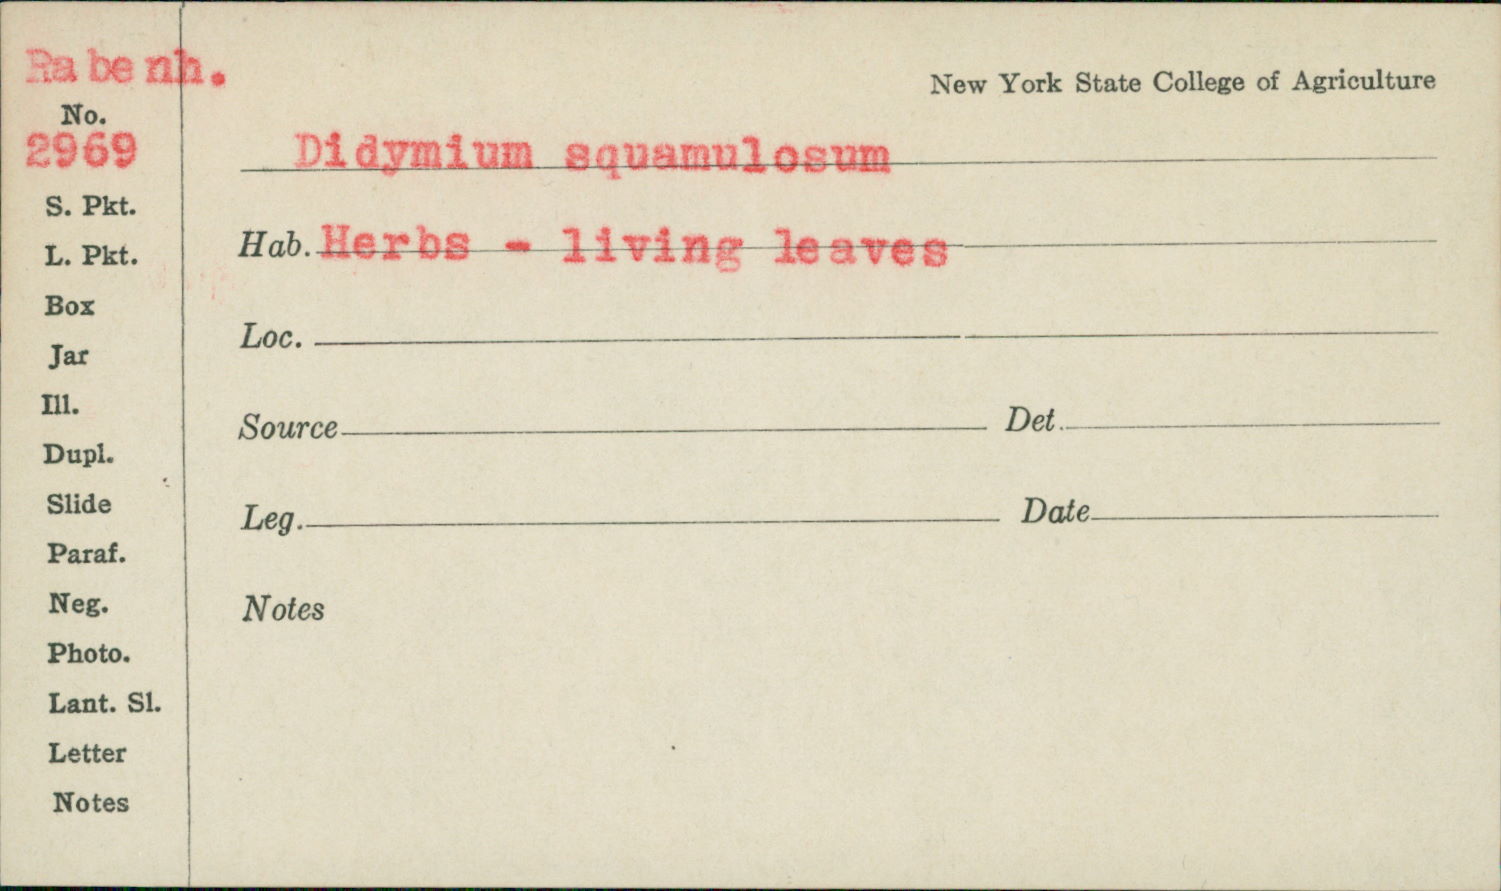 Rabenh.
No.
2969
S. Pkt.
L. Pkt.
Box
Jar
Ill.
Dupl.
Slide
Paraf.
Neg.
Photo.
Lant. Sl.
Letter
Notes
New York State College of Agriculture
Didymium squamulosum
Hab. Herbs - living leaves
Loc.
Source Det.
Leg. Date
Notes